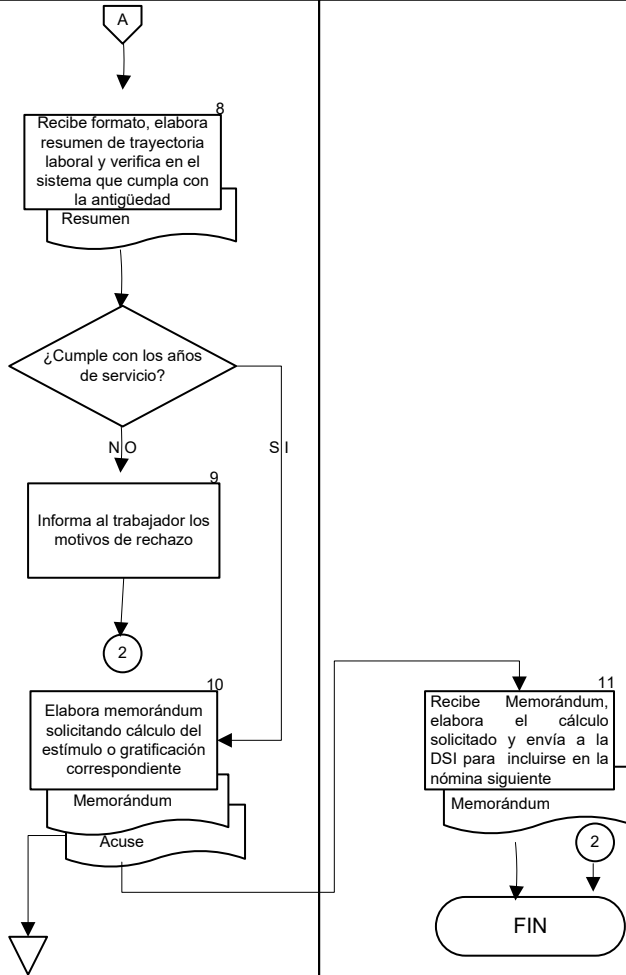 A
8
Recibe formato, elabora
resumen de trayectoria
laboral y verifica en el
sistema que cumpla con
la antigüedad
Resumen
¿Cumple con los años
de servicio?
NO
SI
9
Informa al trabajador los
motivos de rechazo
2
10
Elabora memorándum
solicitando cálculo del
estímulo o gratificación
correspondiente
Memorándum
Acuse
11
Recibe Memorándum,
elabora el cálculo
solicitado y envía a la
DSI para incluirse en la
nómina siguiente
Memorándum
2
FIN